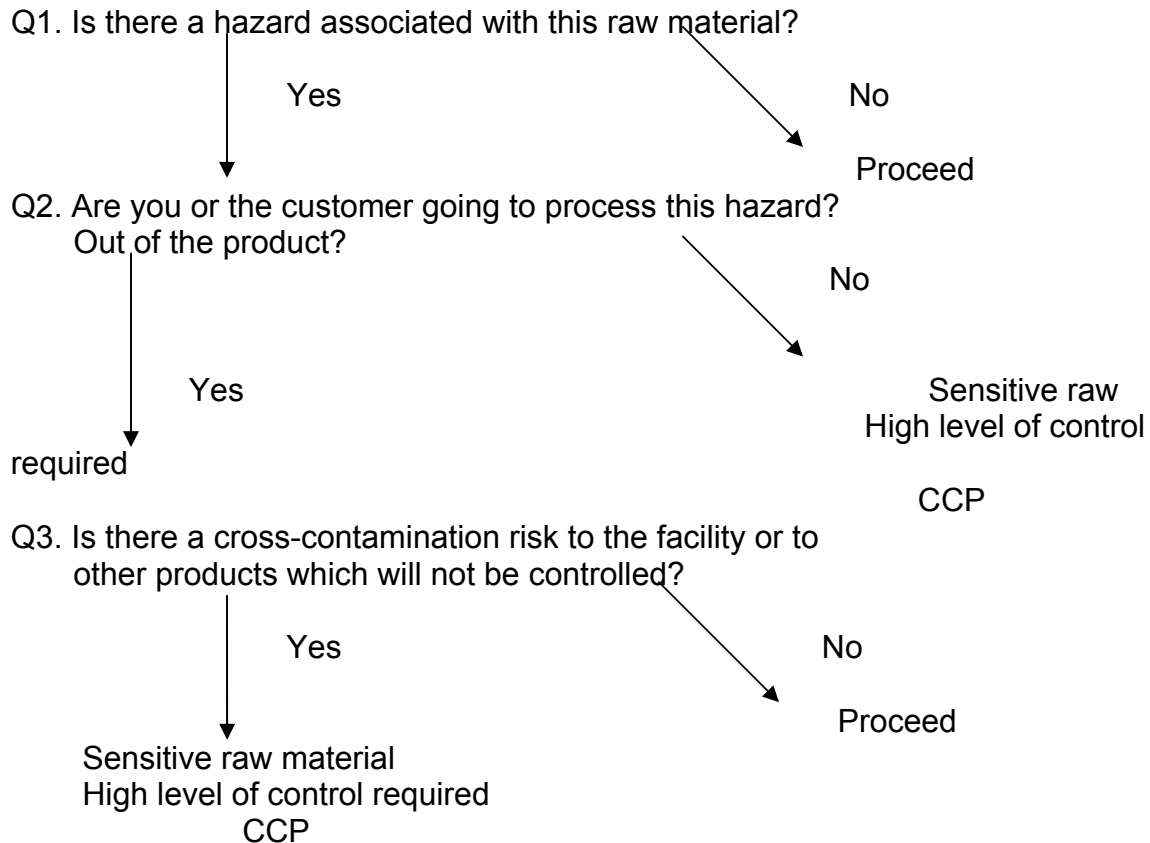 Q1. Is there a hazard associated with this raw material?
Yes
No
Proceed
Q2. Are you or the customer going to process this hazard?
Out of the product?
No
Yes
Sensitive raw
High level of control
required
CCP
Q3. Is there a cross-contamination risk to the facility or to
other products which will not be controlled?
Yes
No
Proceed
Sensitive raw material
High level of control required
CCP